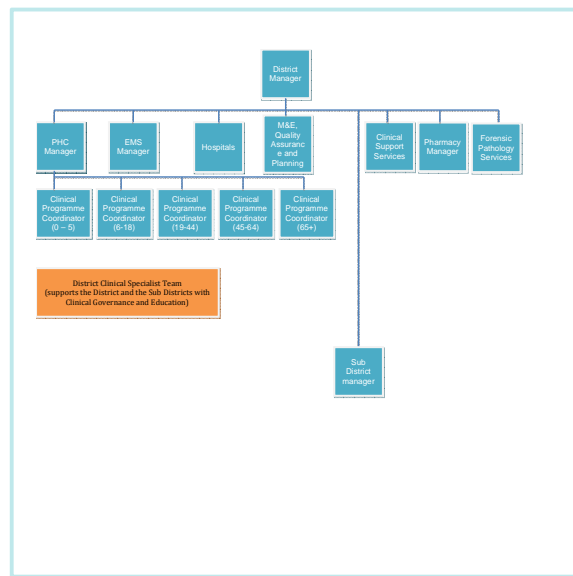 District
Manager
PHC
Manager
EMS
Manager
Hospitals
M&E,
Quality
Assuranc
e and
Planning
Clinical
Support
Services
Pharmacy
Manager
Forensic
Pathology
Services
Clinical
Programme
Coordinator
(0 – 5)
Clinical
Programme
Coordinator
(6-18)
Clinical
Programme
Coordinator
(19-44)
Clinical
Programme
Coordinator
(45-64)
Clinical
Programme
Coordinator
(65+)
District Clinical Specialist Team
(supports the District and the Sub Districts with
Clinical Governance and Education)
Sub
District
manager